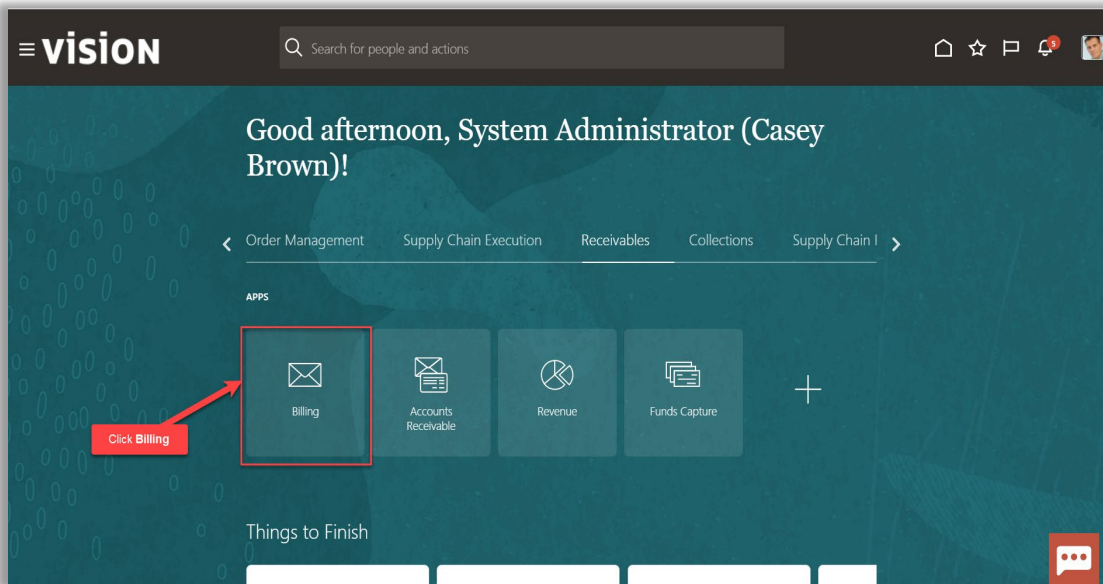 vision
Search for people and actions
5
Good afternoon, System Administrator (Casey
Brown)!
Order Management Supply Chain Execution Receivables Collections Supply Chain
APPS
Billing
Accounts
Receivable
Revenue
Funds Capture
Click Billing
Things to Finish